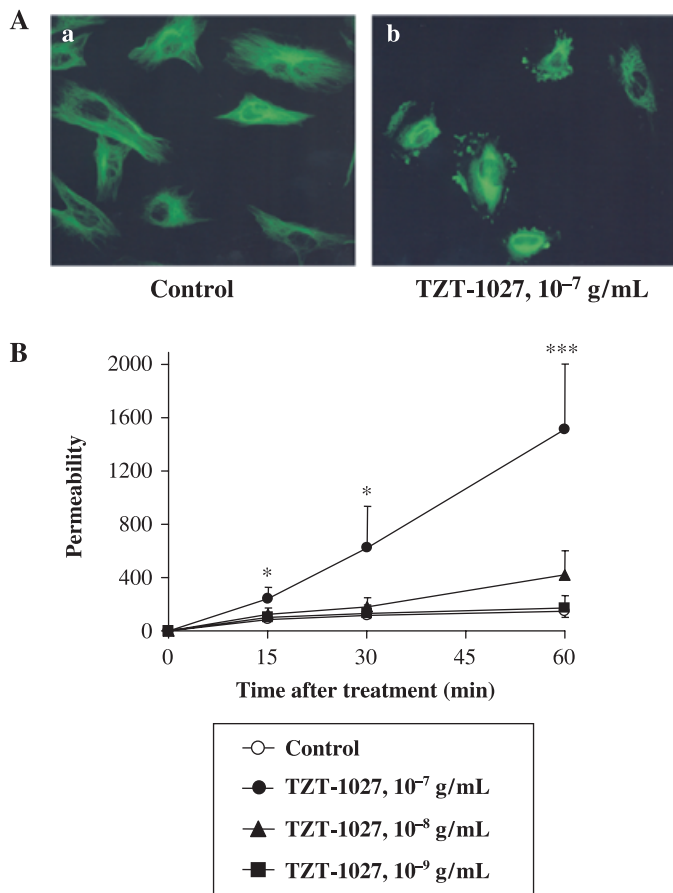 A
a
b
Control
TZT-1027, 10⁻⁷ g/mL
B
2000
1600
1200
800
400
0
Permeability
*
*
***
0
15
30
45
60
Time after treatment (min)
Control
TZT-1027, 10⁻⁷ g/mL
TZT-1027, 10⁻⁸ g/mL
TZT-1027, 10⁻⁹ g/mL